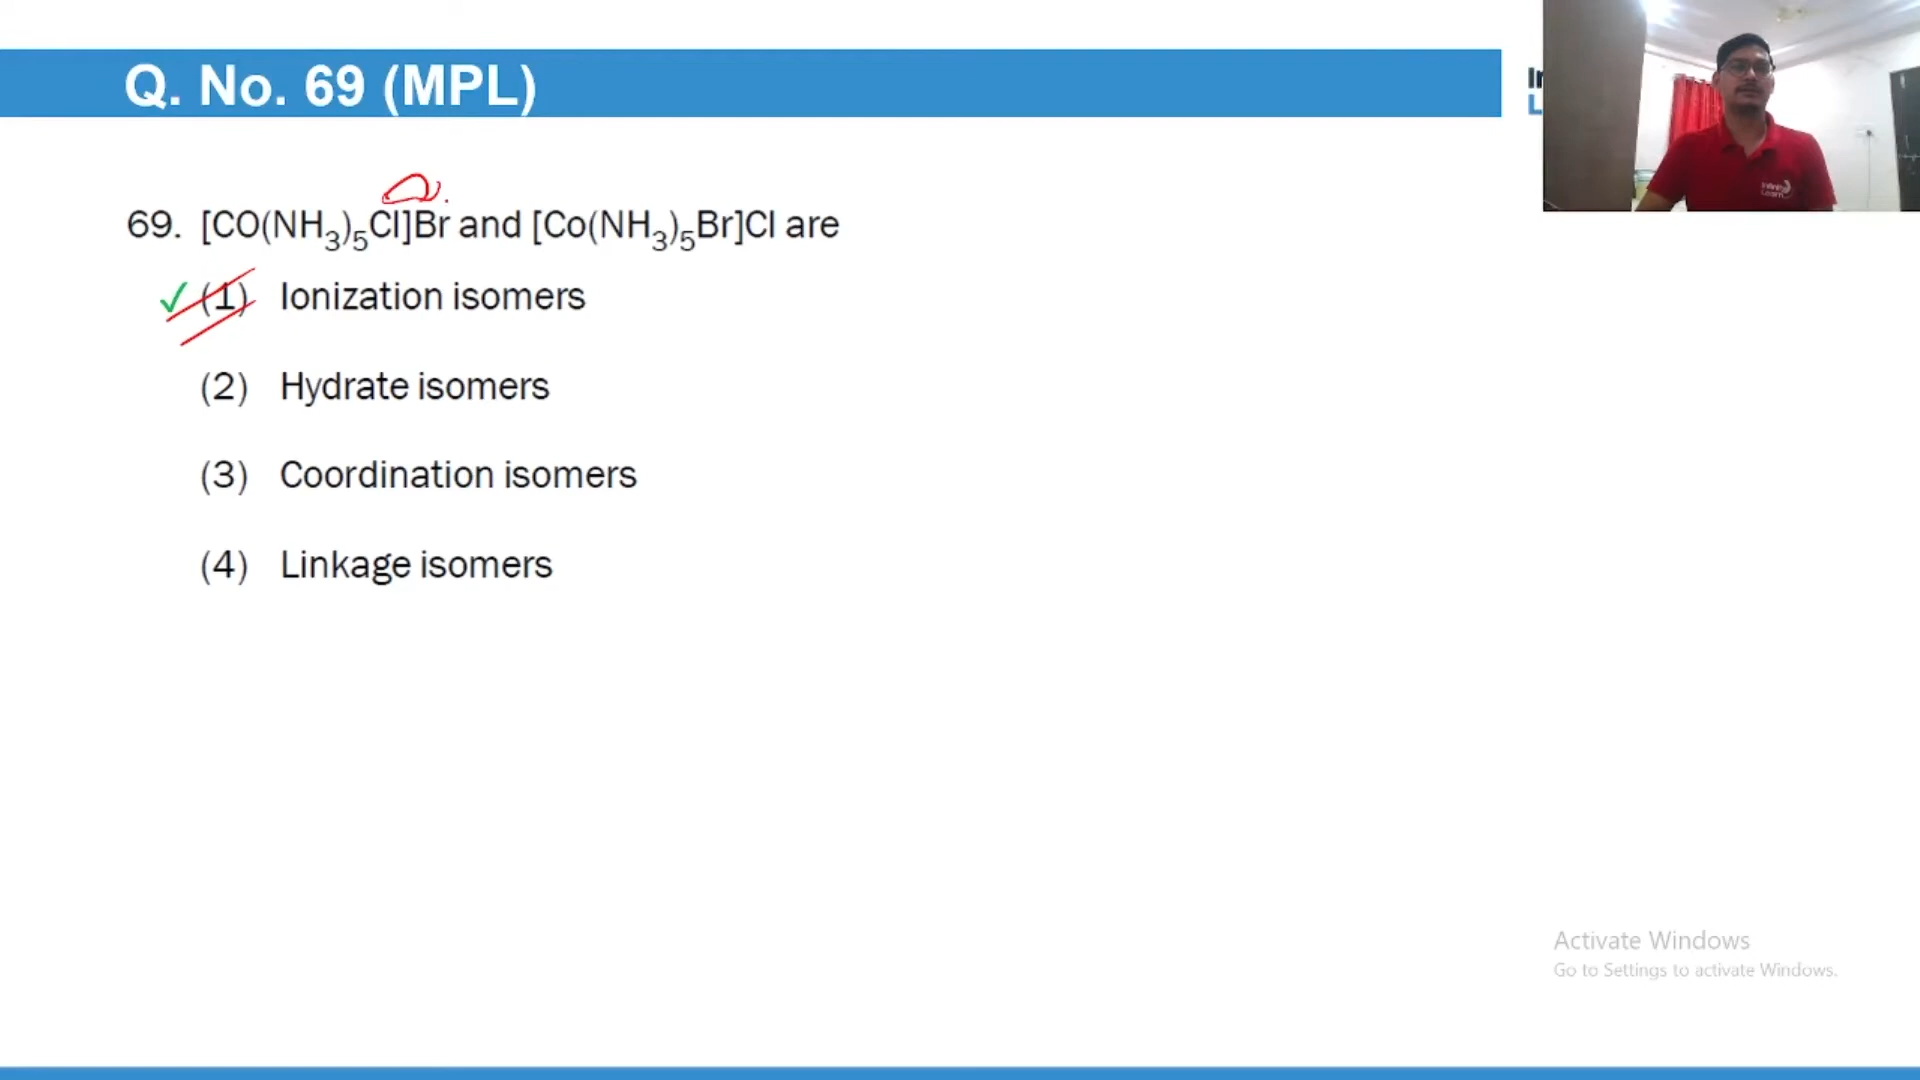 Q. No. 69 (MPL)
69. [CO(NH₃)₅Cl]Br and [Co(NH₃)₅Br]Cl are
✓ (1) Ionization isomers
(2) Hydrate isomers
(3) Coordination isomers
(4) Linkage isomers
Activate Windows
Go to Settings to activate Windows.